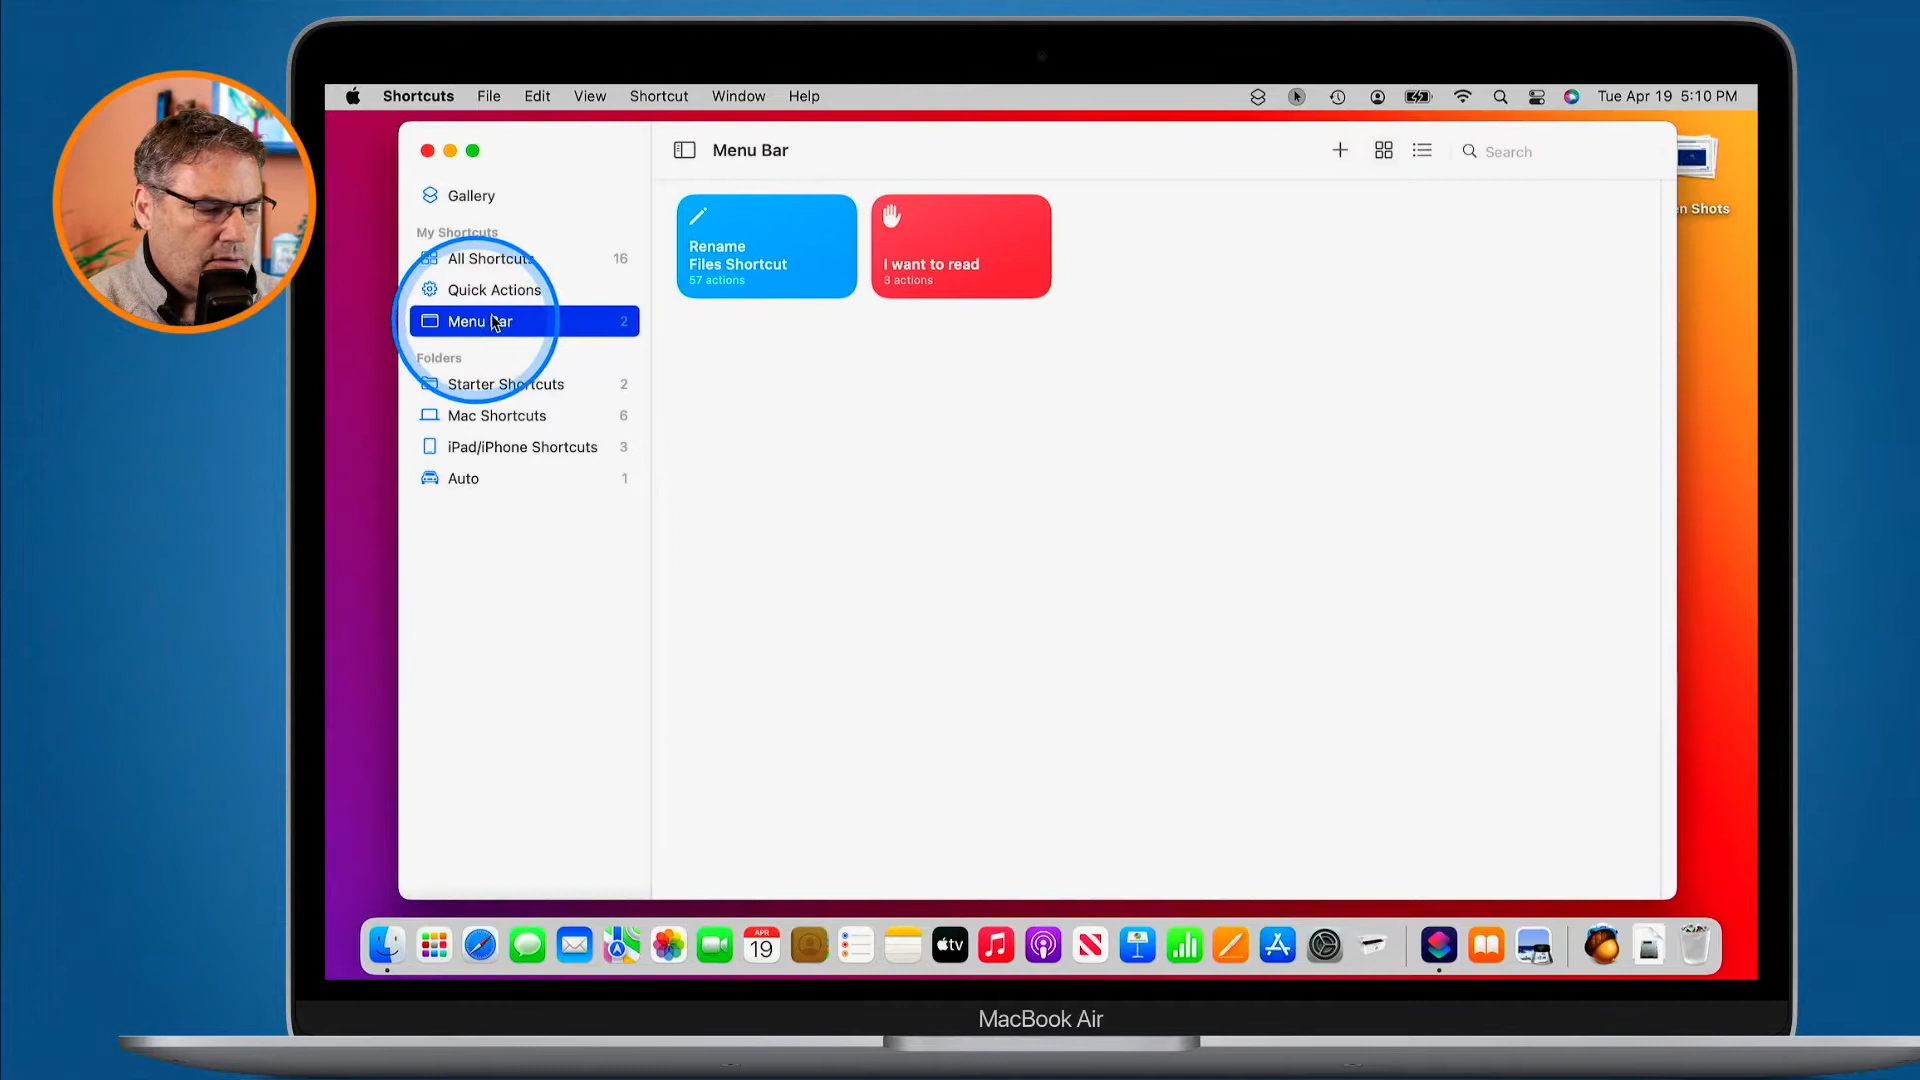 Shortcuts File Edit View Shortcut Window Help Tue Apr 19 5:10 PM
Menu Bar
Search
Gallery
My Shortcuts
All Shortcuts 16
Quick Actions
Menu Bar 2
Folders
Starter Shortcuts 2
Mac Shortcuts 6
iPad/iPhone Shortcuts 3
Auto 1
Rename
Files Shortcut
57 actions
I want to read
3 actions
n Shots
APR
19
tv
MacBook Air